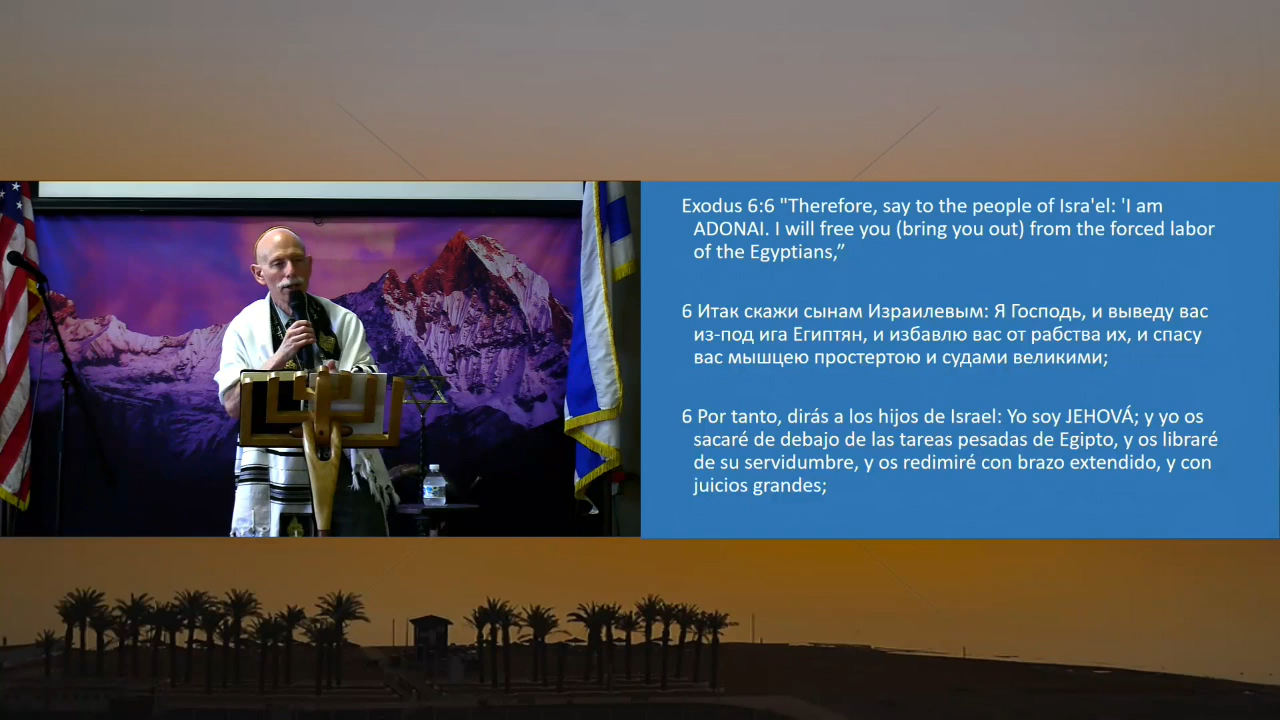 Exodus 6:6 "Therefore, say to the people of Isra'el: 'I am
ADONAI. I will free you (bring you out) from the forced labor
of the Egyptians,”
6 Итак скажи сынам Израилевым: Я Господь, и выведу вас
из-под ига Египтян, и избавлю вас от рабства их, и спасу
вас мышцею простертою и судами великими;
6 Por tanto, dirás a los hijos de Israel: Yo soy JEHOVÁ; y yo os
sacaré de debajo de las tareas pesadas de Egipto, y os libraré
de su servidumbre, y os redimiré con brazo extendido, y con
juicios grandes;